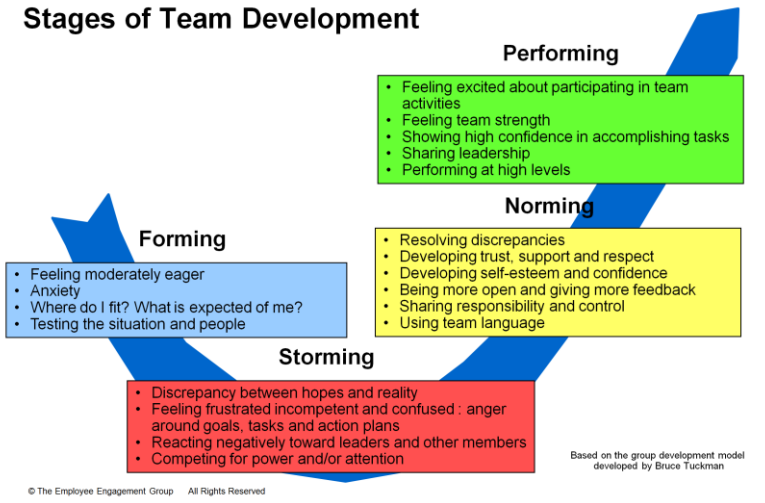 Stages of Team Development
Performing
• Feeling excited about participating in team
activities
• Feeling team strength
• Showing high confidence in accomplishing tasks
• Sharing leadership
• Performing at high levels
Norming
• Resolving discrepancies
• Developing trust, support and respect
• Developing self-esteem and confidence
• Being more open and giving more feedback
• Sharing responsibility and control
• Using team language
Forming
• Feeling moderately eager
• Anxiety
• Where do I fit? What is expected of me?
• Testing the situation and people
Storming
• Discrepancy between hopes and reality
• Feeling frustrated incompetent and confused : anger
around goals, tasks and action plans
• Reacting negatively toward leaders and other members
• Competing for power and/or attention
Based on the group development model
developed by Bruce Tuckman
© The Employee Engagement Group All Rights Reserved